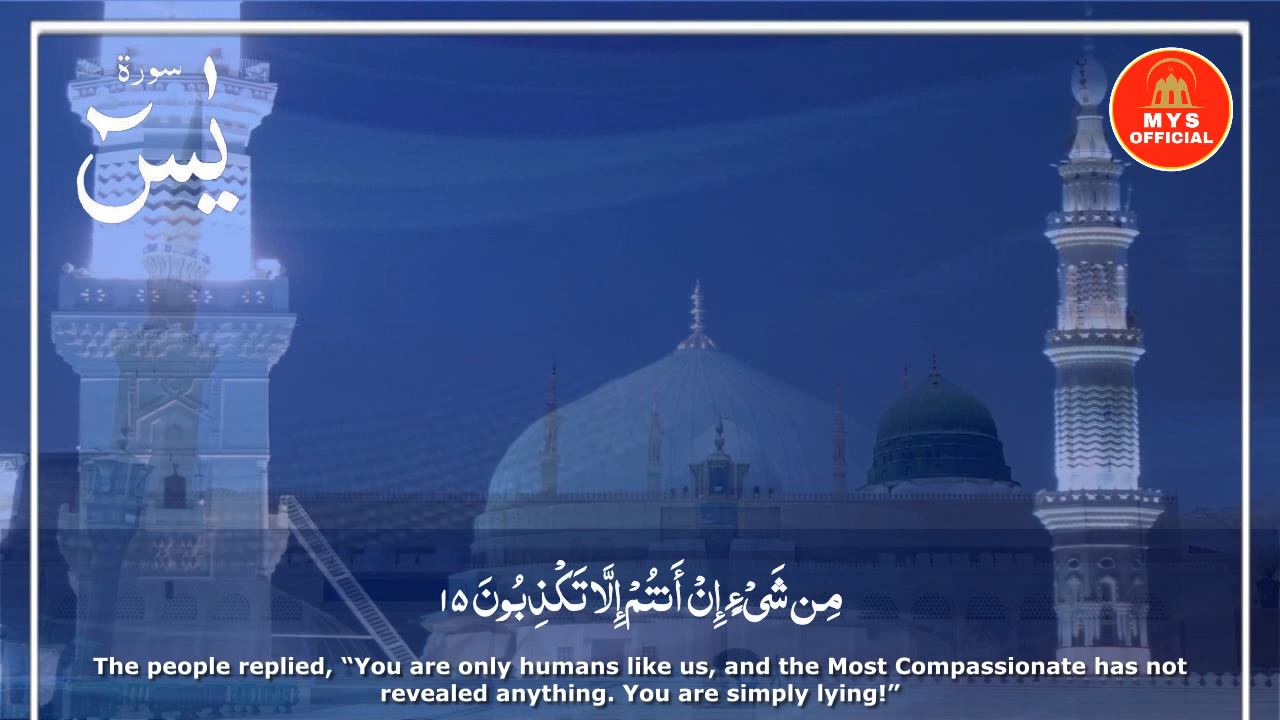 سورة
يٰسٓ
MYS
OFFICIAL
مِن شَىْءٍ إِنْ أَنتُمْ إِلَّا تَكْذِبُونَ ١٥
The people replied, “You are only humans like us, and the Most Compassionate has not
revealed anything. You are simply lying!”